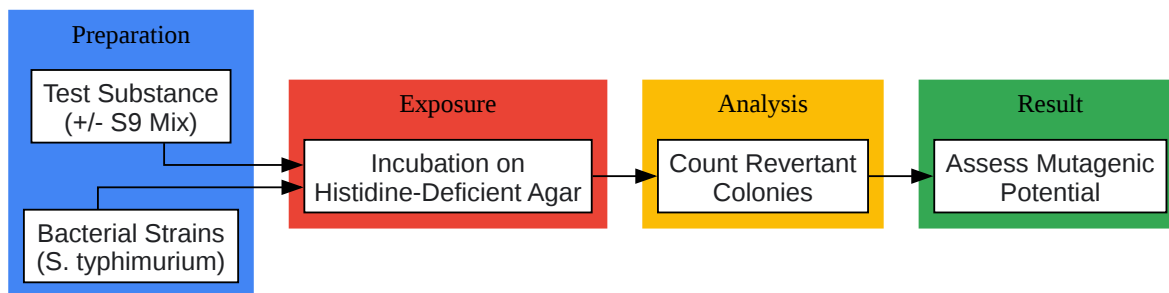 Preparation
Test Substance
(+/- S9 Mix)
Bacterial Strains
(S. typhimurium)
Exposure
Incubation on
Histidine-Deficient Agar
Analysis
Count Revertant
Colonies
Result
Assess Mutagenic
Potential